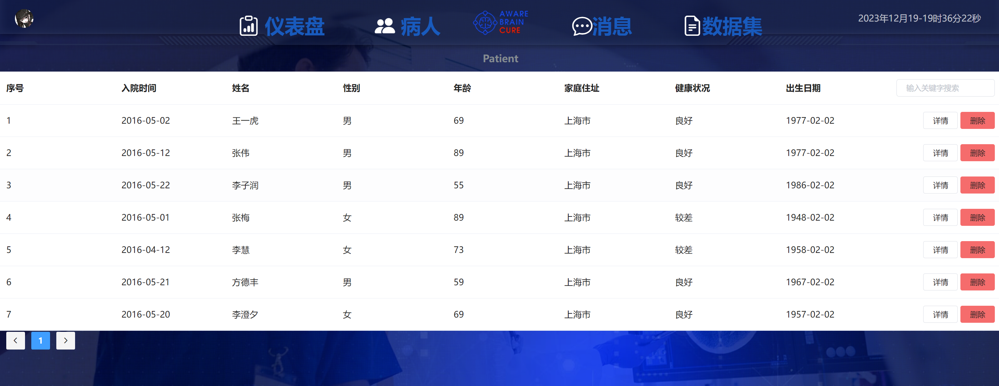 仪表盘 病人 AWARE BRAIN CURE 消息 数据集 2023年12月19-19时36分22秒
Patient
序号 入院时间 姓名 性别 年龄 家庭住址 健康状况 出生日期 输入关键字搜索
1 2016-05-02 王一虎 男 69 上海市 良好 1977-02-02 详情 删除
2 2016-05-12 张伟 男 89 上海市 良好 1977-02-02 详情 删除
3 2016-05-22 李子润 男 55 上海市 良好 1986-02-02 详情 删除
4 2016-05-01 张梅 女 89 上海市 较差 1948-02-02 详情 删除
5 2016-04-12 李慧 女 73 上海市 较差 1958-02-02 详情 删除
6 2016-05-21 方德丰 男 59 上海市 良好 1967-02-02 详情 删除
7 2016-05-20 李澄夕 女 69 上海市 良好 1957-02-02 详情 删除
1